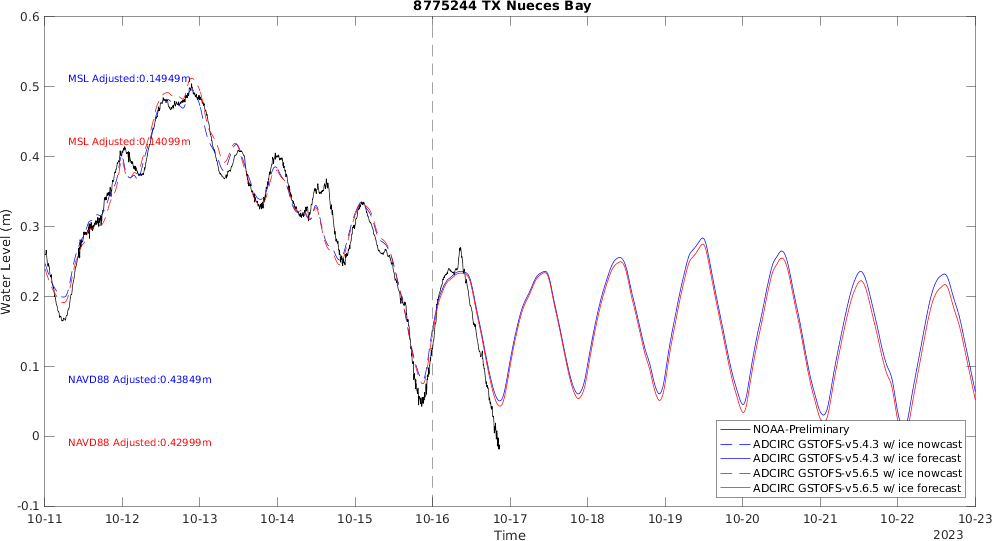 8775244 TX Nueces Bay
0.6
0.5
0.4
0.3
0.2
0.1
0
-0.1
Water Level (m)
MSL Adjusted:0.14949m
MSL Adjusted:0.14099m
NAVD88 Adjusted:0.43849m
NAVD88 Adjusted:0.42999m
NOAA-Preliminary
ADCIRC GSTOFS-v5.4.3 w/ ice nowcast
ADCIRC GSTOFS-v5.4.3 w/ ice forecast
ADCIRC GSTOFS-v5.6.5 w/ ice nowcast
ADCIRC GSTOFS-v5.6.5 w/ ice forecast
10-11 10-12 10-13 10-14 10-15 10-16 10-17 10-18 10-19 10-20 10-21 10-22 10-23
Time
2023